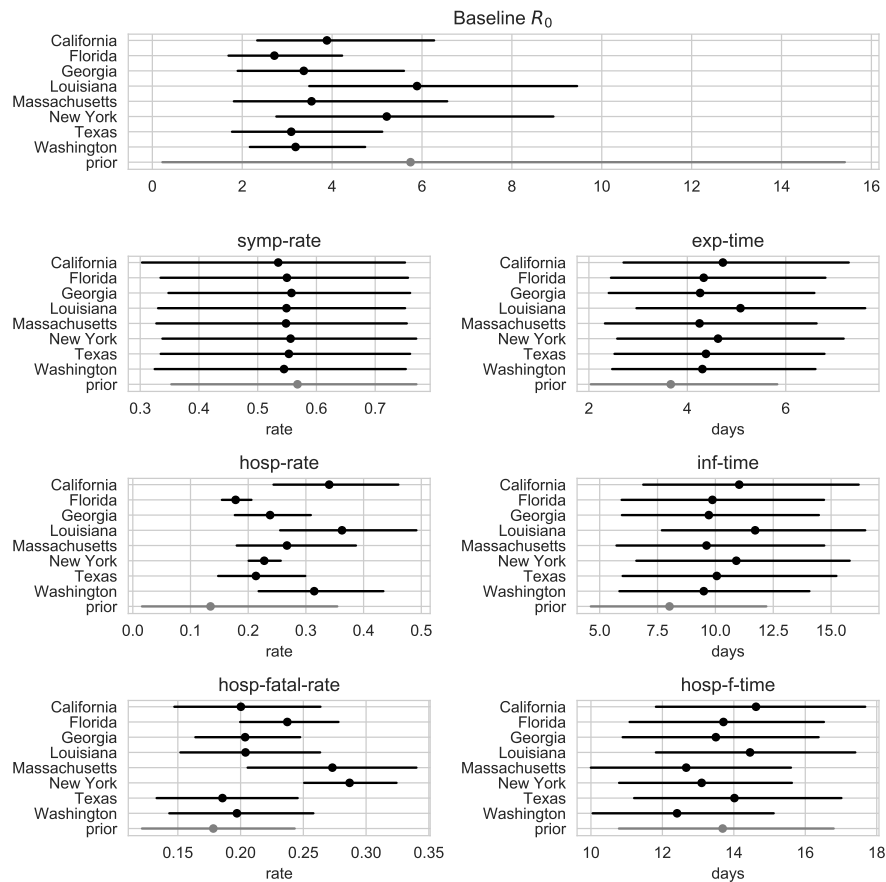 Baseline R0
California
Florida
Georgia
Louisiana
Massachusetts
New York
Texas
Washington
prior
0 2 4 6 8 10 12 14 16
symp-rate
California
Florida
Georgia
Louisiana
Massachusetts
New York
Texas
Washington
prior
0.3 0.4 0.5 0.6 0.7
rate
exp-time
California
Florida
Georgia
Louisiana
Massachusetts
New York
Texas
Washington
prior
2 4 6
days
hosp-rate
California
Florida
Georgia
Louisiana
Massachusetts
New York
Texas
Washington
prior
0.0 0.1 0.2 0.3 0.4 0.5
rate
inf-time
California
Florida
Georgia
Louisiana
Massachusetts
New York
Texas
Washington
prior
5.0 7.5 10.0 12.5 15.0
days
hosp-fatal-rate
California
Florida
Georgia
Louisiana
Massachusetts
New York
Texas
Washington
prior
0.15 0.20 0.25 0.30 0.35
rate
hosp-f-time
California
Florida
Georgia
Louisiana
Massachusetts
New York
Texas
Washington
prior
10 12 14 16 18
days